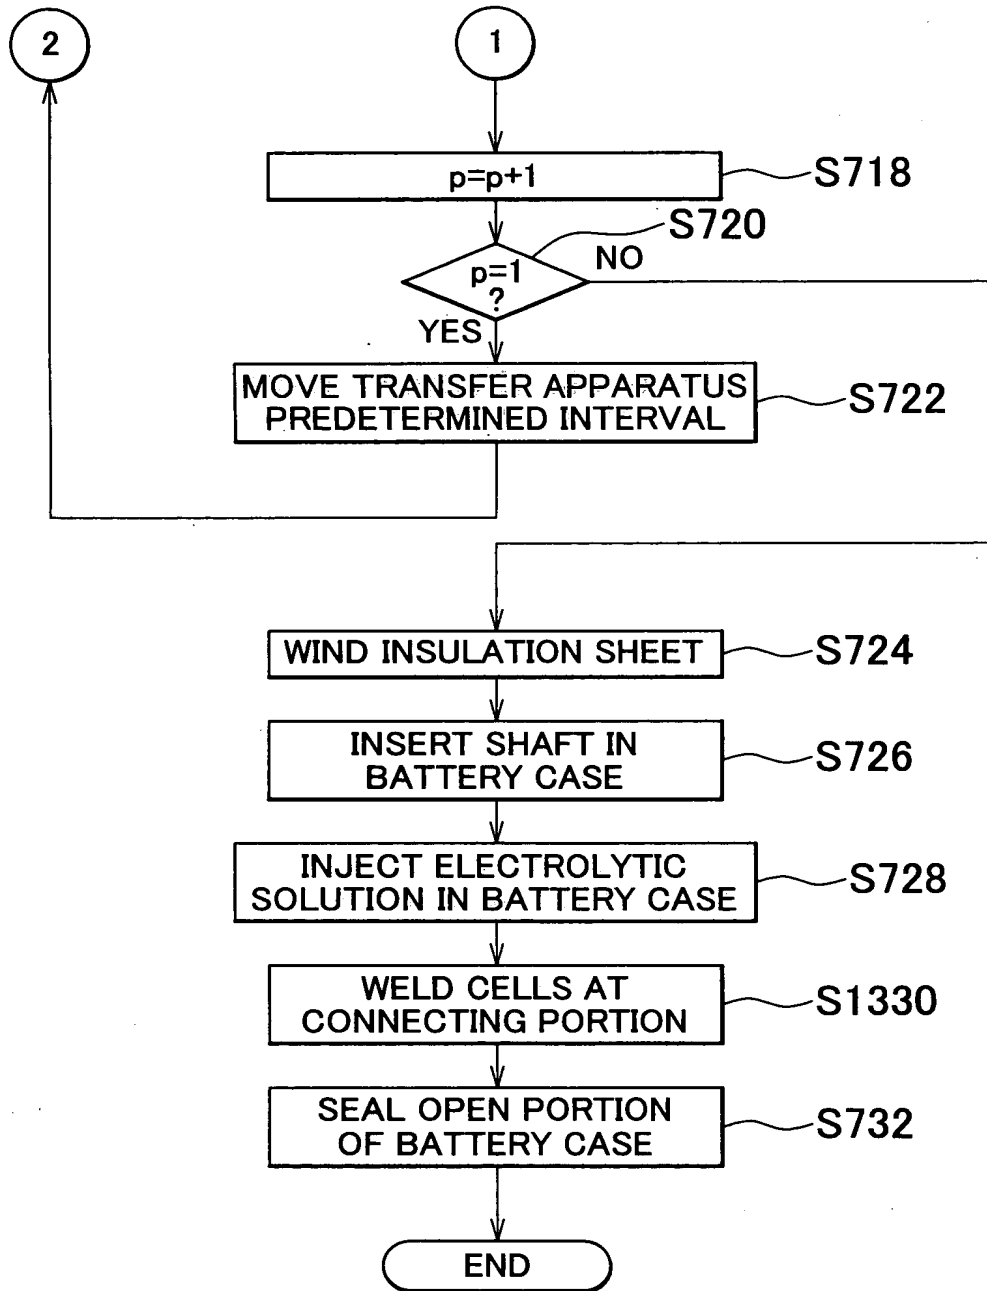 2
1
p=p+1
S718
S720
p=1
?
NO
YES
MOVE TRANSFER APPARATUS
PREDETERMINED INTERVAL
S722
WIND INSULATION SHEET
S724
INSERT SHAFT IN
BATTERY CASE
S726
INJECT ELECTROLYTIC
SOLUTION IN BATTERY CASE
S728
WELD CELLS AT
CONNECTING PORTION
S1330
SEAL OPEN PORTION
OF BATTERY CASE
S732
END